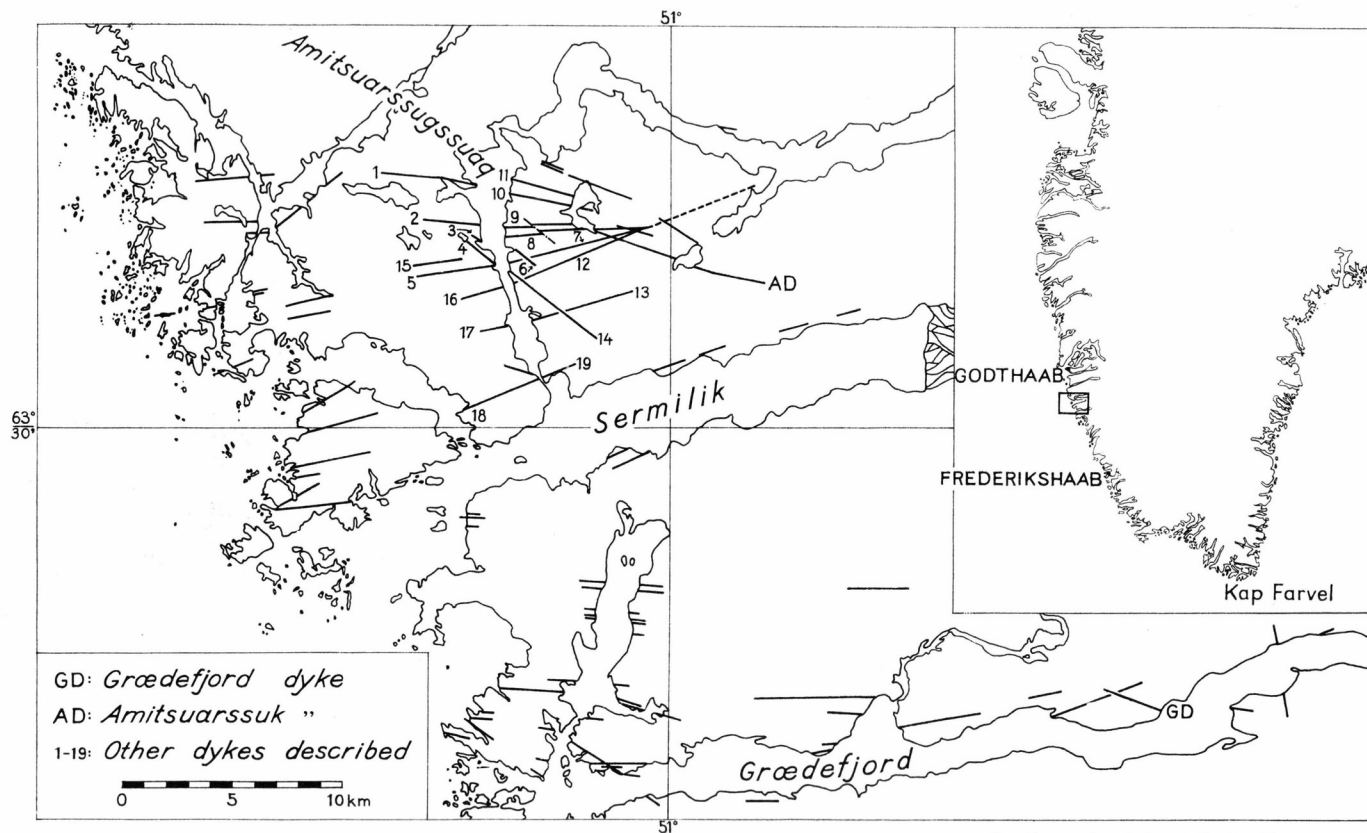 51°
Amitsuarssugssuaq
1
11
10
2
3
9
4
8
7
15
6
12
5
AD
16
13
17
14
19
18
63°
30'
Sermilik
GODTHAAB
FREDERIKSHAAB
Kap Farvel
GD: Grædefjord dyke
AD: Amitsuarssuk "
1-19: Other dykes described
0 5 10 km
GD
Grædefjord
51°